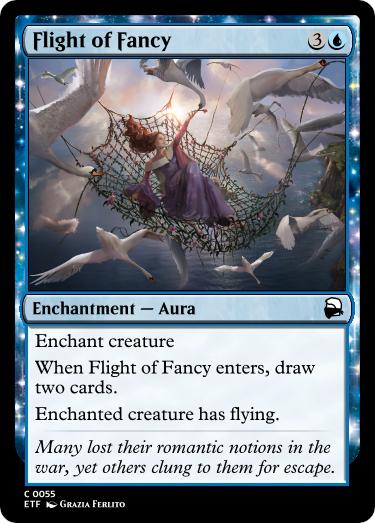 Flight of Fancy 3
Enchantment — Aura
Enchant creature
When Flight of Fancy enters, draw
two cards.
Enchanted creature has flying.
Many lost their romantic notions in the
war, yet others clung to them for escape.
C 0055
ETF Grazia Ferlito